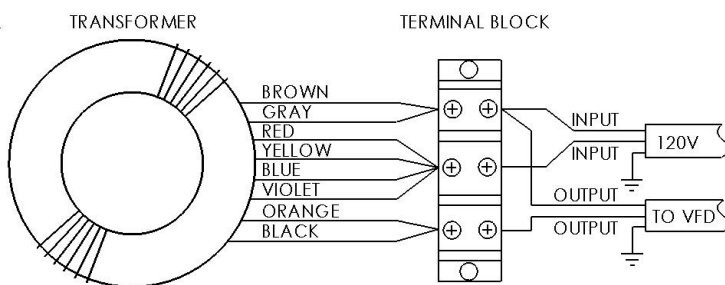 TRANSFORMER
TERMINAL BLOCK
BROWN
GRAY
RED
YELLOW
BLUE
VIOLET
ORANGE
BLACK
INPUT
INPUT
120V
OUTPUT
OUTPUT
TO VFD